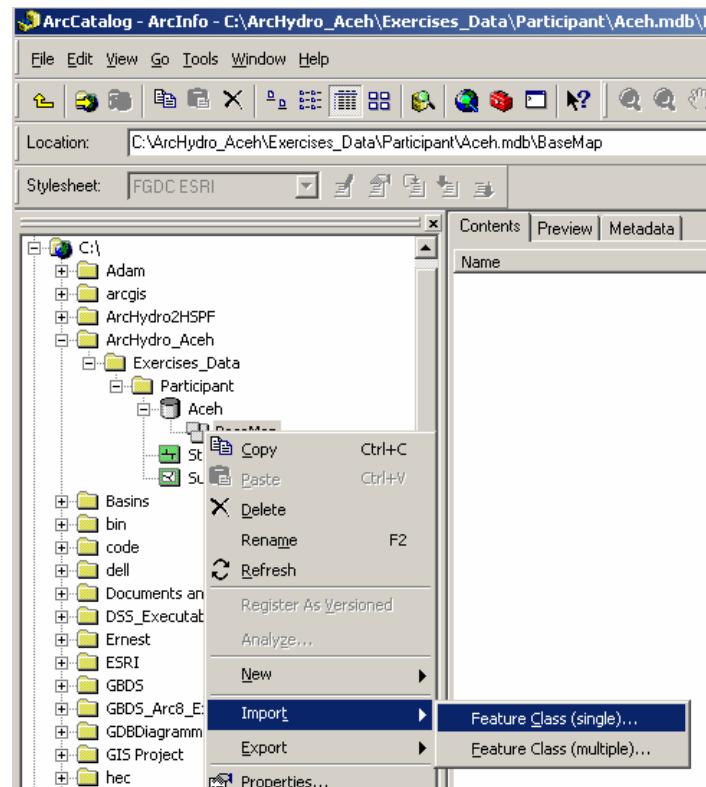 ArcCatalog - ArcInfo - C:\ArcHydro_Aceh\Exercises_Data\Participant\Aceh.mdb\
File Edit View Go Tools Window Help
Location: C:\ArcHydro_Aceh\Exercises_Data\Participant\Aceh.mdb\BaseMap
Stylesheet: FGDC ESRI
Contents Preview Metadata
Name
C:\
Adam
arcgis
ArcHydro2HSPF
ArcHydro_Aceh
Exercises_Data
Participant
Aceh
BaseMap
St
Su
Basins
bin
code
dell
Documents an
DSS_Executab
Ernest
ESRI
GBDS
GBDS_Arc8_E
GDBDiagramm
GIS Project
hec
Copy Ctrl+C
Paste Ctrl+V
Delete
Rename F2
Refresh
Register As Versioned
Analyze...
New
Import
Export
Properties...
Feature Class (single)...
Feature Class (multiple)...